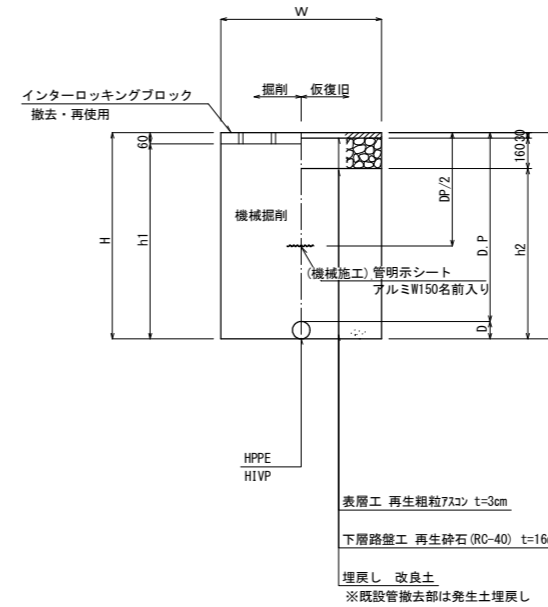 W
掘削 仮復旧
インターロッキングブロック
撤去・再使用
60
30
160
H
h1
DP/2
D.P
h2
機械掘削
(機械施工)管明示シート
アルミW150名前入り
D
HPPE
HIVP
表層工 再生粗粒アスコン t=3cm
下層路盤工 再生砕石(RC-40) t=16c
埋戻し 改良土
※既設管撤去部は発生土埋戻し